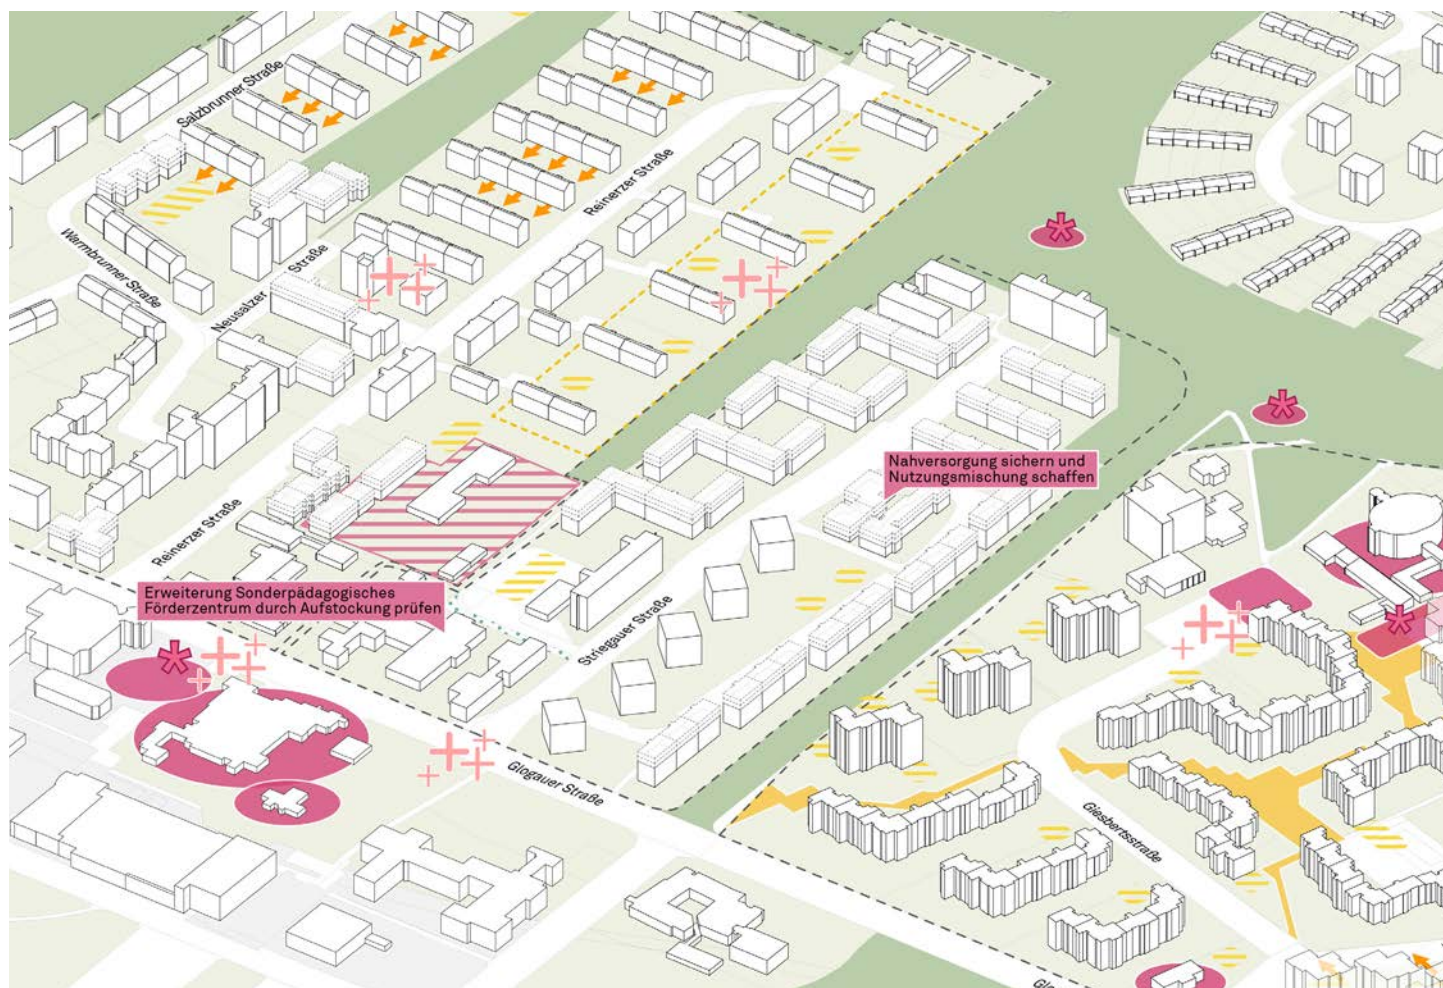 Salzbrunner Straße
Reinerzer Straße
Warmbrunner Straße
Neusalzer Straße
Nahversorgung sichern und
Nutzungsmischung schaffen
Reinerzer Straße
Erweiterung Sonderpädagogisches
Förderzentrum durch Aufstockung prüfen
Striegauer Straße
Glogauer Straße
Giesbertsstraße
Glo